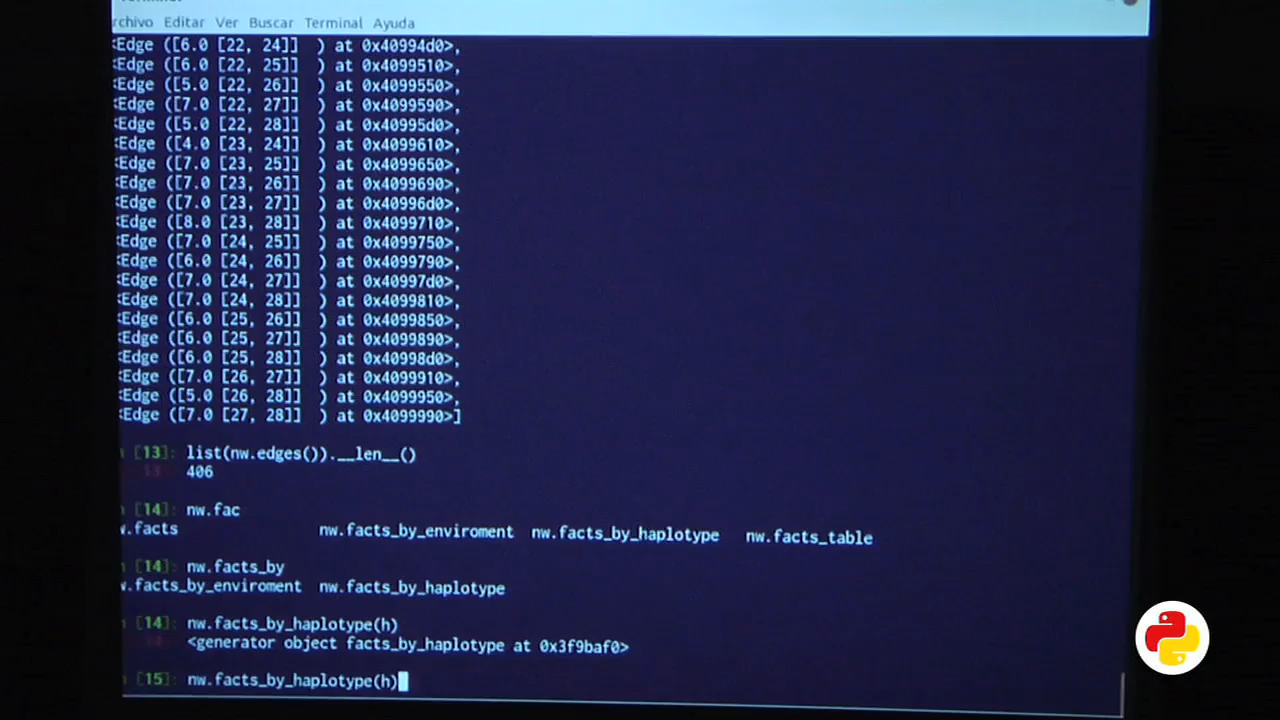 rchivo Editar Ver Buscar Terminal Ayuda
<Edge ([6.0 [22, 24]] ) at 0x40994d0>,
<Edge ([6.0 [22, 25]] ) at 0x4099510>,
<Edge ([5.0 [22, 26]] ) at 0x4099550>,
<Edge ([7.0 [22, 27]] ) at 0x4099590>,
<Edge ([5.0 [22, 28]] ) at 0x40995d0>,
<Edge ([4.0 [23, 24]] ) at 0x4099610>,
<Edge ([7.0 [23, 25]] ) at 0x4099650>,
<Edge ([7.0 [23, 26]] ) at 0x4099690>,
<Edge ([7.0 [23, 27]] ) at 0x40996d0>,
<Edge ([8.0 [23, 28]] ) at 0x4099710>,
<Edge ([7.0 [24, 25]] ) at 0x4099750>,
<Edge ([6.0 [24, 26]] ) at 0x4099790>,
<Edge ([7.0 [24, 27]] ) at 0x40997d0>,
<Edge ([7.0 [24, 28]] ) at 0x4099810>,
<Edge ([6.0 [25, 26]] ) at 0x4099850>,
<Edge ([6.0 [25, 27]] ) at 0x4099890>,
<Edge ([6.0 [25, 28]] ) at 0x40998d0>,
<Edge ([7.0 [26, 27]] ) at 0x4099910>,
<Edge ([5.0 [26, 28]] ) at 0x4099950>,
<Edge ([7.0 [27, 28]] ) at 0x4099990>]
n [13]: list(nw.edges()).__len__()
13 406
n [14]: nw.fac
w.facts nw.facts_by_enviroment nw.facts_by_haplotype nw.facts_table
n [14]: nw.facts_by
w.facts_by_enviroment nw.facts_by_haplotype
n [14]: nw.facts_by_haplotype(h)
14 <generator object facts_by_haplotype at 0x3f9baf0>
n [15]: nw.facts_by_haplotype(h)